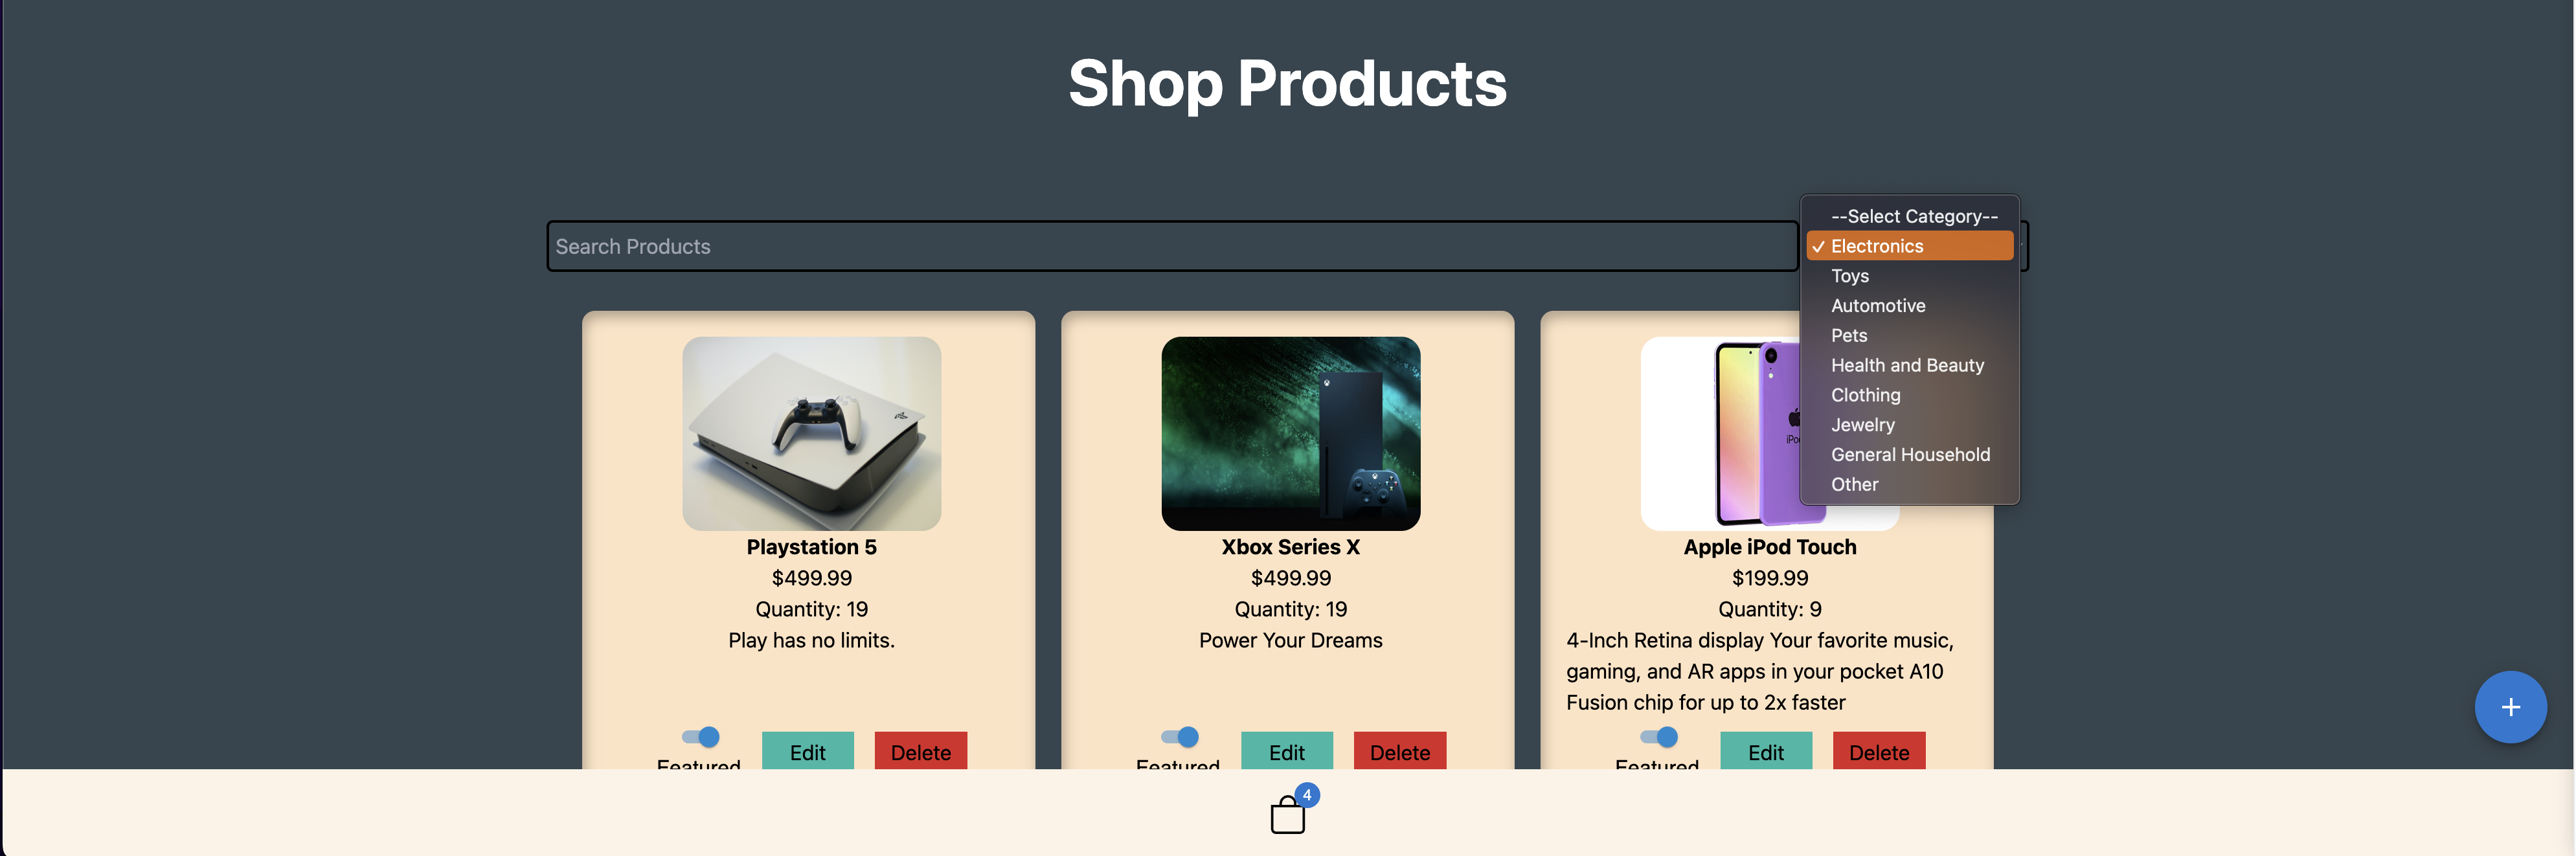 Shop Products
Search Products
--Select Category--
✓ Electronics
Toys
Automotive
Pets
Health and Beauty
Clothing
Jewelry
General Household
Other
Playstation 5
$499.99
Quantity: 19
Play has no limits.
Featured
Edit
Delete
Xbox Series X
$499.99
Quantity: 19
Power Your Dreams
Featured
Edit
Delete
Apple iPod Touch
$199.99
Quantity: 9
4-Inch Retina display Your favorite music,
gaming, and AR apps in your pocket A10
Fusion chip for up to 2x faster
Featured
Edit
Delete
+
4